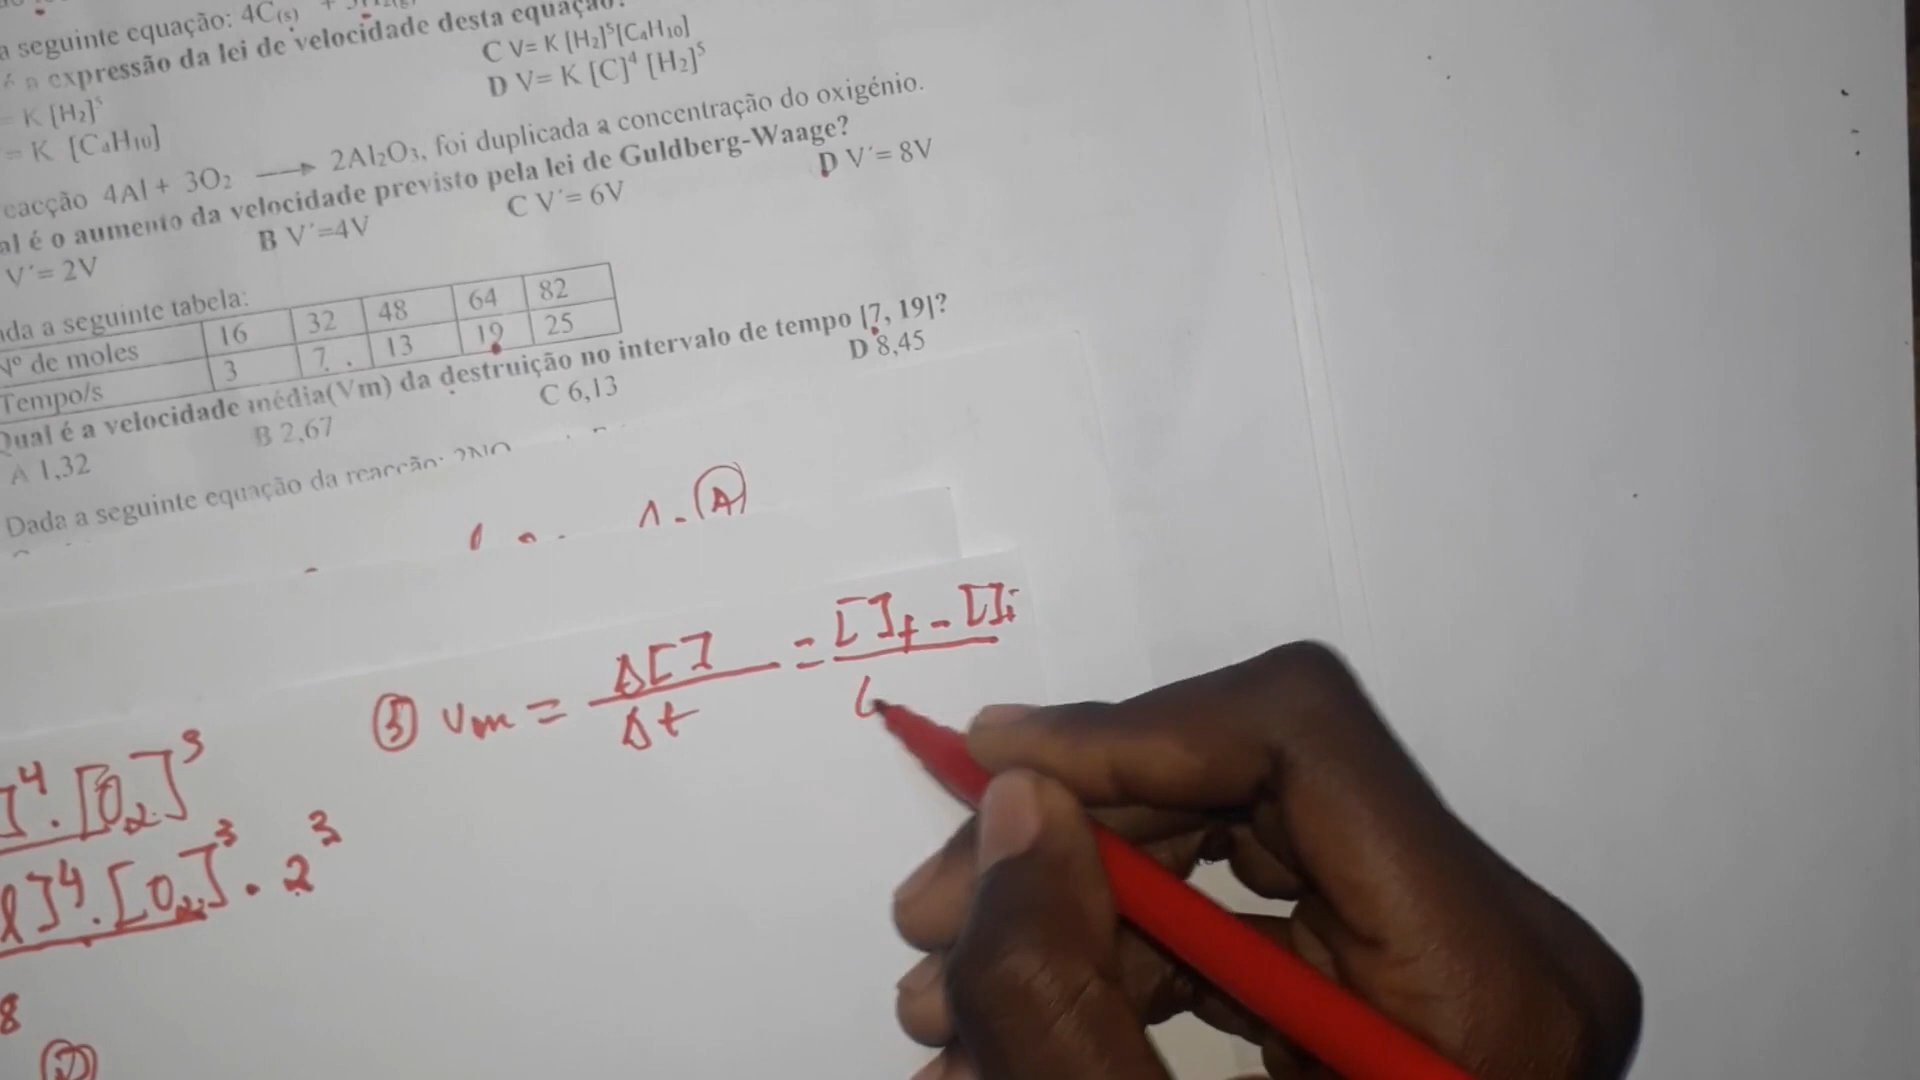 a seguinte equação: 4C(s) +
é a expressão da lei de velocidade desta equação?
C V= K [H₂]⁵[C₄H₁₀]
= K [H₂]⁵
D V= K [C]⁴ [H₂]⁵
= K [C₄H₁₀]
eacção 4Al + 3O₂ → 2Al₂O₃, foi duplicada a concentração do oxigénio.
al é o aumento da velocidade previsto pela lei de Guldberg-Waage?
V´= 2V B V´=4V C V´= 6V D V´= 8V
da a seguinte tabela:
Nº de moles 16 32 48 64 82
Tempo/s 3 7 13 19 25
Qual é a velocidade média(Vm) da destruição no intervalo de tempo [7, 19]?
A 1,32 B 2,67 C 6,13 D 8,45
Dada a seguinte equação da reacção: 2NO
1. A
5 Vm = Δ[ ] / Δt = [ ]f - [ ]i
]⁴ . [O₂]³
l]⁴ . [O₂]³ . 2³
8
D